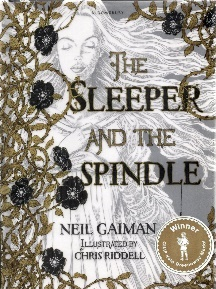 THE
SLEEPER
AND THE
SPINDLE
NEIL GAIMAN
ILLUSTRATED BY
CHRIS RIDDELL
Winner